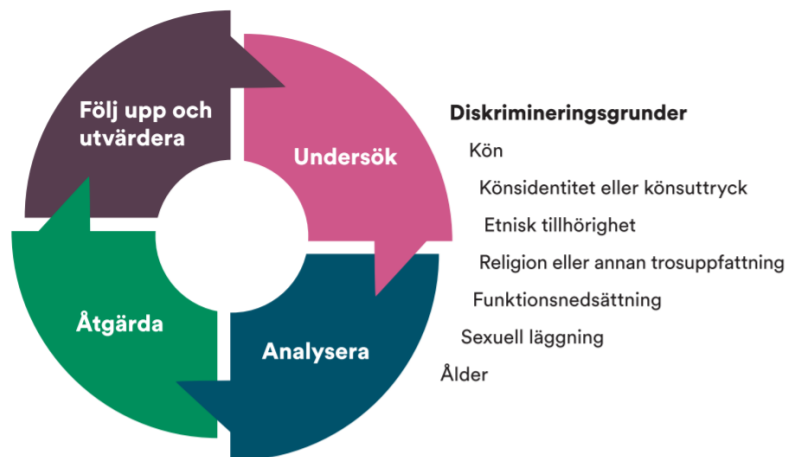 Följ upp och
utvärdera
Undersök
Åtgärda
Analysera
Diskrimineringsgrunder
Kön
Könsidentitet eller könsuttryck
Etnisk tillhörighet
Religion eller annan trosuppfattning
Funktionsnedsättning
Sexuell läggning
Ålder